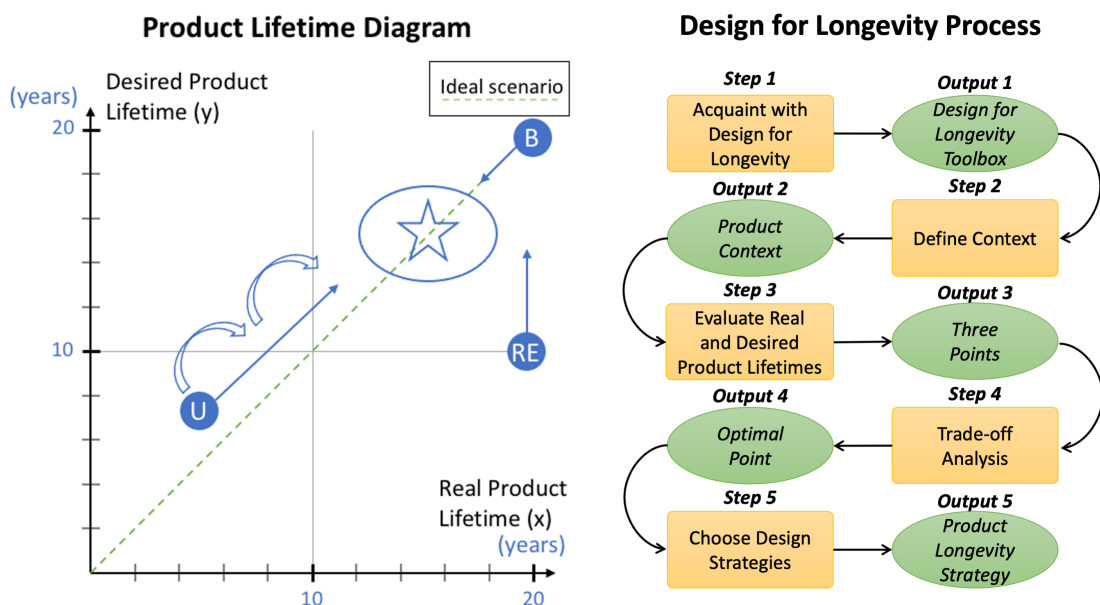 Product Lifetime Diagram
Desired Product
Lifetime (y)
(years)
20
10
Ideal scenario
B
RE
U
Real Product
Lifetime (x)
(years)
10
20
Design for Longevity Process
Step 1
Acquaint with
Design for
Longevity
Output 1
Design for
Longevity
Toolbox
Step 2
Define Context
Output 2
Product
Context
Step 3
Evaluate Real
and Desired
Product Lifetimes
Output 3
Three
Points
Step 4
Trade-off
Analysis
Output 4
Optimal
Point
Step 5
Choose Design
Strategies
Output 5
Product
Longevity
Strategy